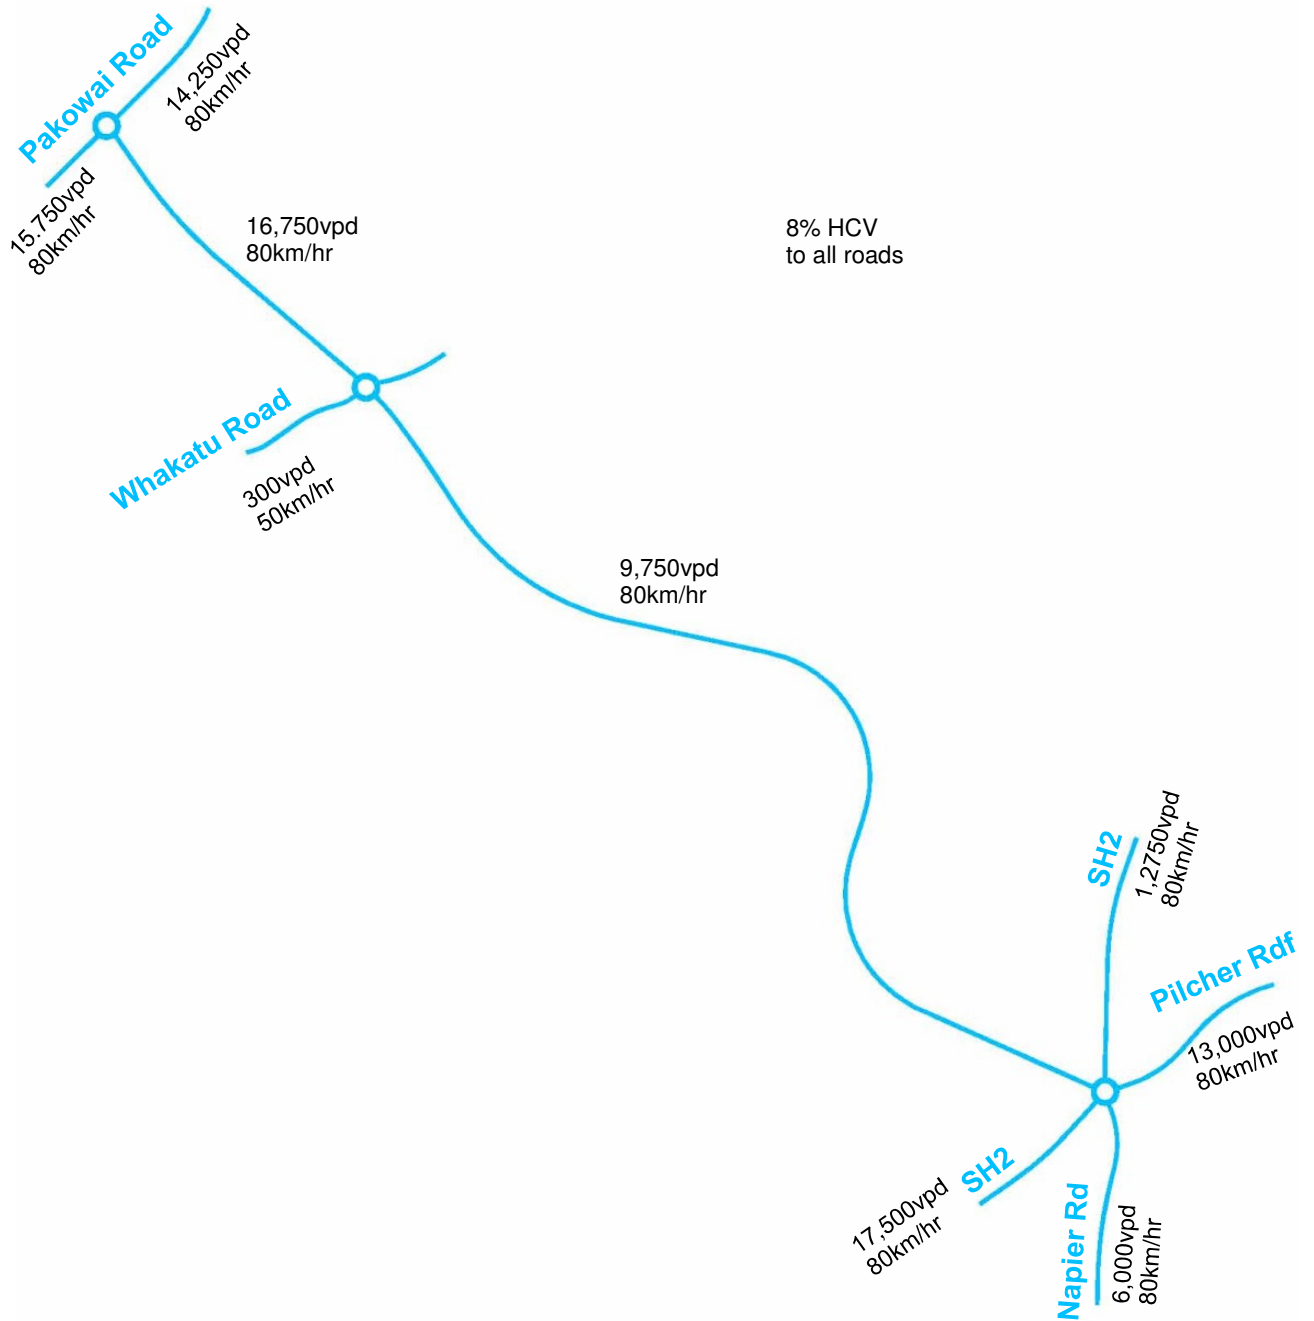 Pakowai Road
14,250vpd
80km/hr
15.750vpd
80km/hr
16,750vpd
80km/hr
8% HCV
to all roads
Whakatu Road
300vpd
50km/hr
9,750vpd
80km/hr
SH2
1,2750vpd
80km/hr
Pilcher Rdf
13,000vpd
80km/hr
SH2
17,500vpd
80km/hr
Napier Rd
6,000vpd
80km/hr